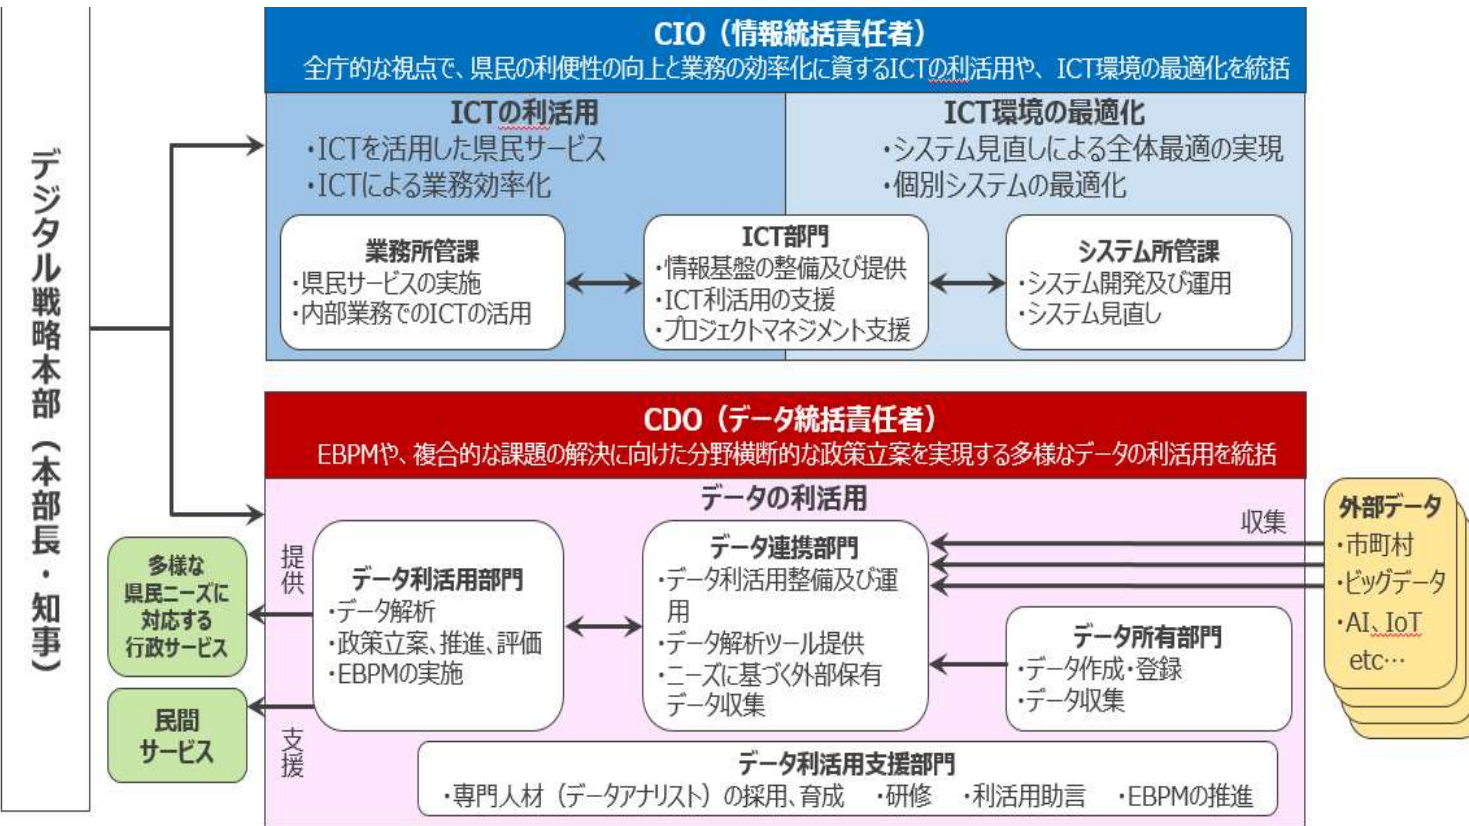 デジタル戦略本部（本部長・知事）
CIO（情報統括責任者）
全庁的な視点で、県民の利便性の向上と業務の効率化に資するICTの利活用や、ICT環境の最適化を統括
ICTの利活用
・ICTを活用した県民サービス
・ICTによる業務効率化
ICT環境の最適化
・システム見直しによる全体最適の実現
・個別システムの最適化
業務所管課
・県民サービスの実施
・内部業務でのICTの活用
ICT部門
・情報基盤の整備及び提供
・ICT利活用の支援
・プロジェクトマネジメント支援
システム所管課
・システム開発及び運用
・システム見直し
CDO（データ統括責任者）
EBPMや、複合的な課題の解決に向けた分野横断的な政策立案を実現する多様なデータの利活用を統括
データの利活用
提供
支援
多様な
県民ニーズに
対応する
行政サービス
民間
サービス
データ利活用部門
・データ解析
・政策立案、推進、評価
・EBPMの実施
データ連携部門
・データ利活用整備及び運
用
・データ解析ツール提供
・ニーズに基づく外部保有
データ収集
データ所有部門
・データ作成・登録
・データ収集
収集
外部データ
・市町村
・ビッグデータ
・AI、IoT
etc…
データ利活用支援部門
・専門人材（データアナリスト）の採用、育成　・研修　・利活用助言　・EBPMの推進